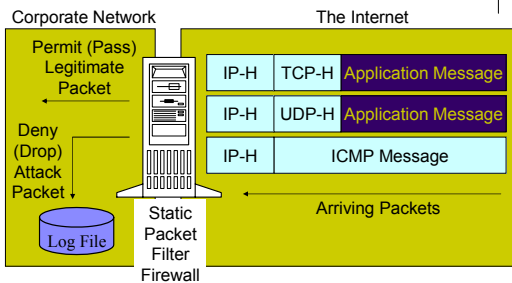 Corporate Network
The Internet
Permit (Pass)
Legitimate
Packet
Deny
(Drop)
Attack
Packet
Log File
Static
Packet
Filter
Firewall
IP-H
TCP-H
Application Message
IP-H
UDP-H
Application Message
IP-H
ICMP Message
Arriving Packets